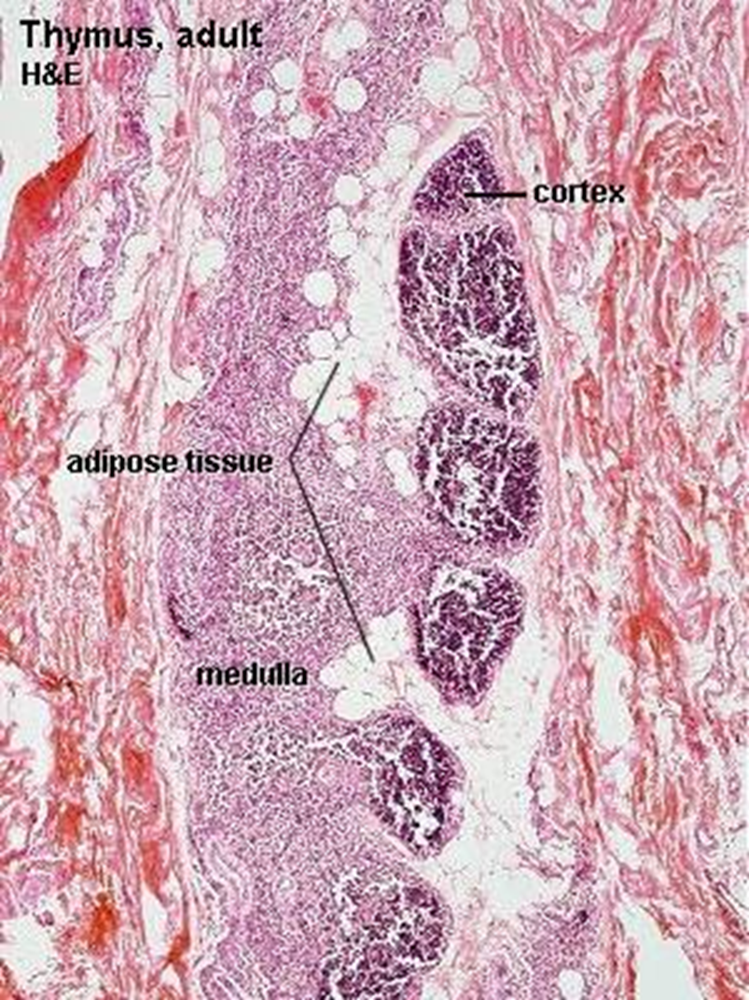 Thymus, adult
H&E
cortex
adipose tissue
medulla